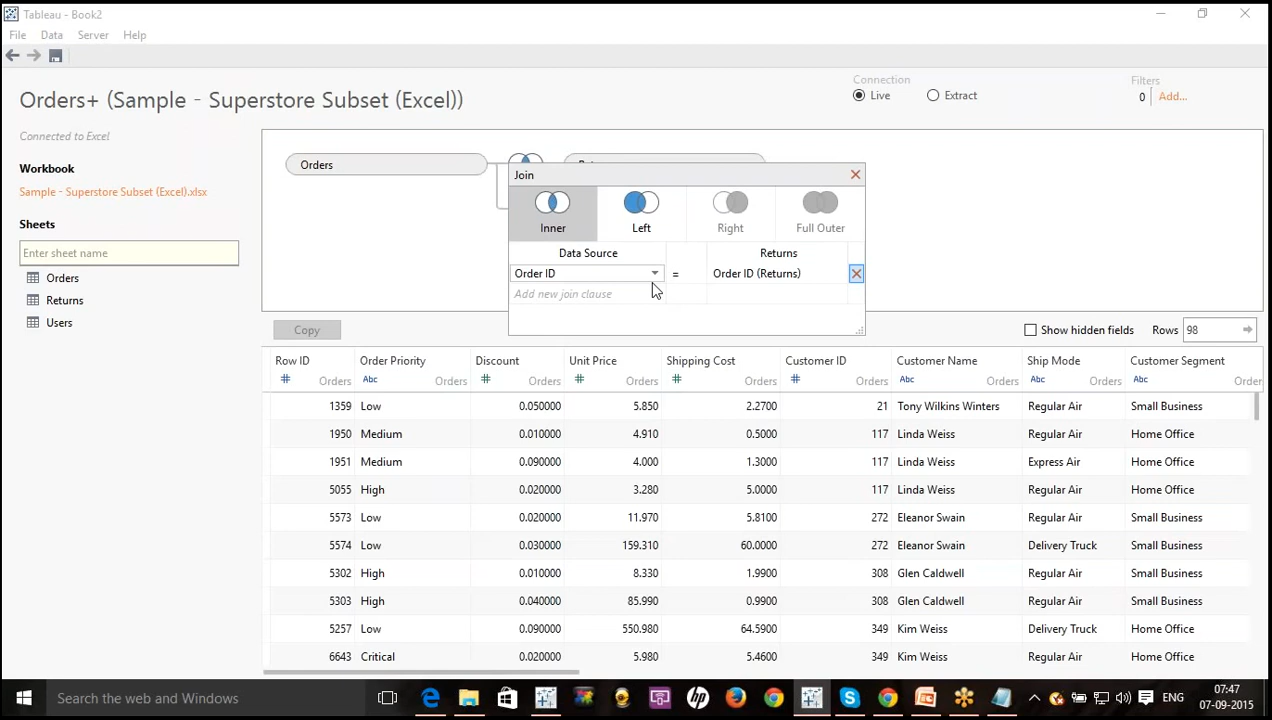 Tableau - Book2
File Data Server Help
Orders+ (Sample - Superstore Subset (Excel))
Connection
Live Extract
Filters
0 Add...
Connected to Excel
Workbook
Sample - Superstore Subset (Excel).xlsx
Sheets
Enter sheet name
Orders
Returns
Users
Orders
Join
Inner Left Right Full Outer
Data Source Returns
Order ID = Order ID (Returns)
Add new join clause
Copy Show hidden fields Rows 98
Row ID Order Priority Discount Unit Price Shipping Cost Customer ID Customer Name Ship Mode Customer Segment
# Orders Abc Orders # Orders # Orders # Orders # Orders Abc Orders Abc Orders Abc Order
1359 Low 0.050000 5.850 2.2700 21 Tony Wilkins Winters Regular Air Small Business
1950 Medium 0.010000 4.910 0.5000 117 Linda Weiss Regular Air Home Office
1951 Medium 0.090000 4.000 1.3000 117 Linda Weiss Express Air Home Office
5055 High 0.020000 3.280 5.0000 117 Linda Weiss Regular Air Home Office
5573 Low 0.020000 11.970 5.8100 272 Eleanor Swain Regular Air Small Business
5574 Low 0.030000 159.310 60.0000 272 Eleanor Swain Delivery Truck Small Business
5302 High 0.010000 8.330 1.9900 308 Glen Caldwell Regular Air Small Business
5303 High 0.040000 85.990 0.9900 308 Glen Caldwell Regular Air Small Business
5257 Low 0.090000 550.980 64.5900 349 Kim Weiss Delivery Truck Home Office
6643 Critical 0.020000 5.980 5.4600 349 Kim Weiss Regular Air Home Office
Search the web and Windows
ENG
07:47
07-09-2015